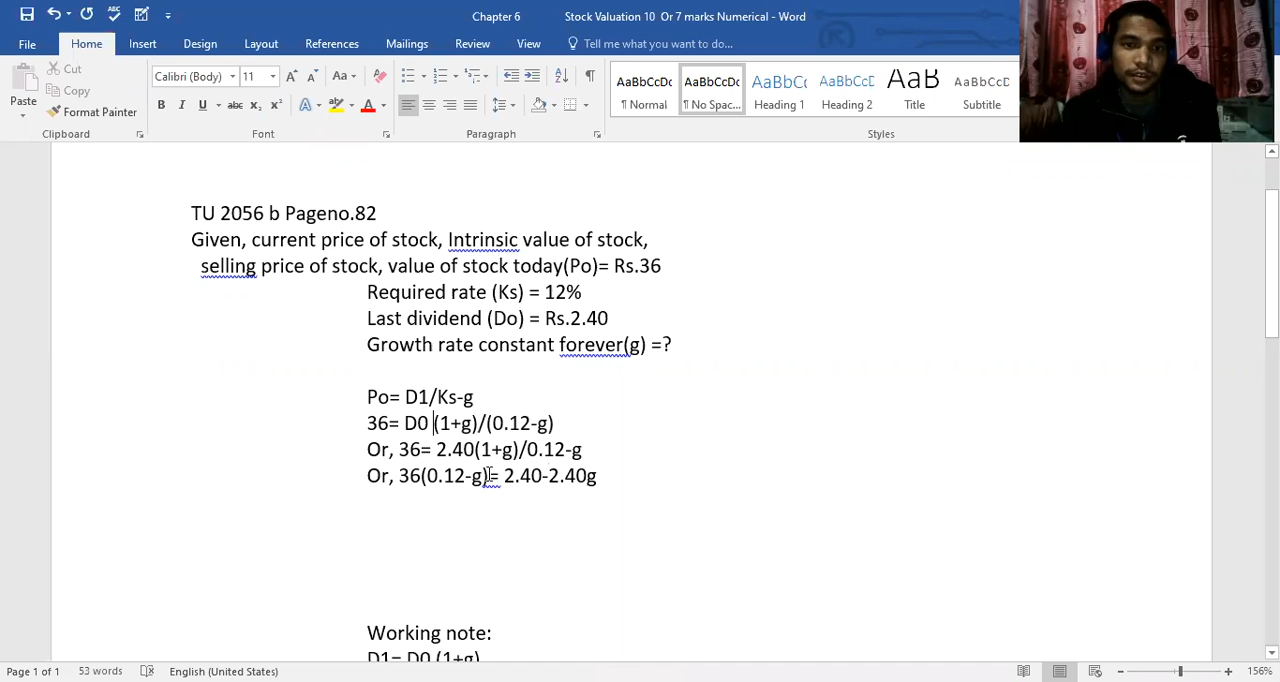 Chapter 6 Stock Valuation 10 Or 7 marks Numerical - Word
File Home Insert Design Layout References Mailings Review View Tell me what you want to do...
Paste
Cut
Copy
Format Painter
Calibri (Body) 11
AaBbCcDc AaBbCcDc AaBbCc AaBbCcD AaB AaBbCcD
¶ Normal ¶ No Spac... Heading 1 Heading 2 Title Subtitle
Clipboard Font Paragraph Styles
TU 2056 b Pageno.82
Given, current price of stock, Intrinsic value of stock,
selling price of stock, value of stock today(Po)= Rs.36
Required rate (Ks) = 12%
Last dividend (Do) = Rs.2.40
Growth rate constant forever(g) =?
Po= D1/Ks-g
36= D0 (1+g)/(0.12-g)
Or, 36= 2.40(1+g)/0.12-g
Or, 36(0.12-g)= 2.40-2.40g
Working note:
D1= D0 (1+g)
Page 1 of 1 53 words English (United States) 156%